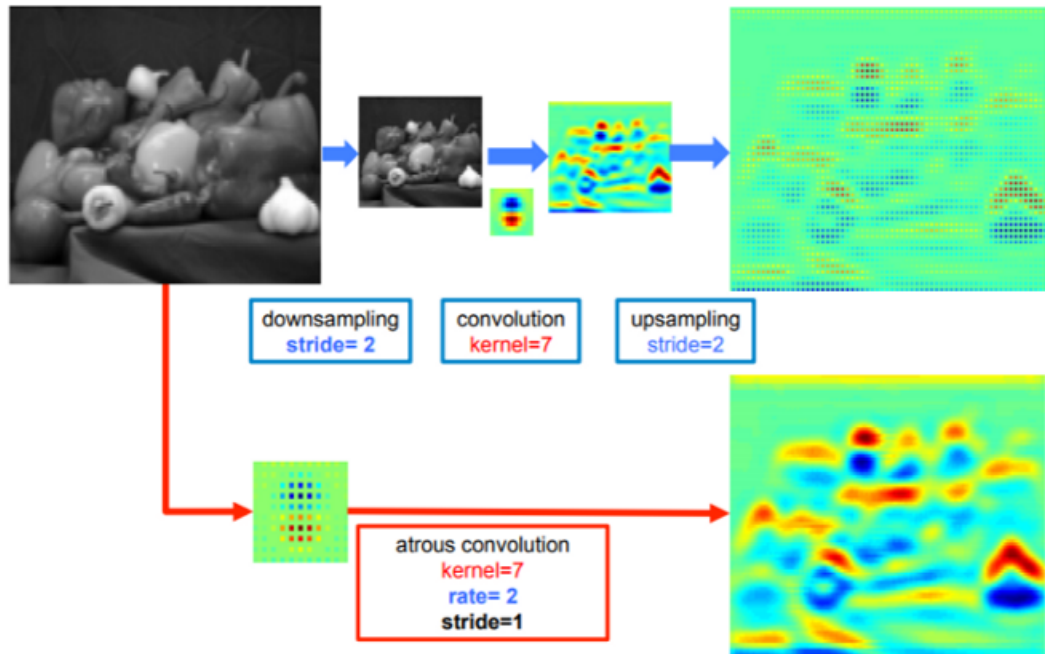 downsampling
stride= 2
convolution
kernel=7
upsampling
stride=2
atrous convolution
kernel=7
rate= 2
stride=1